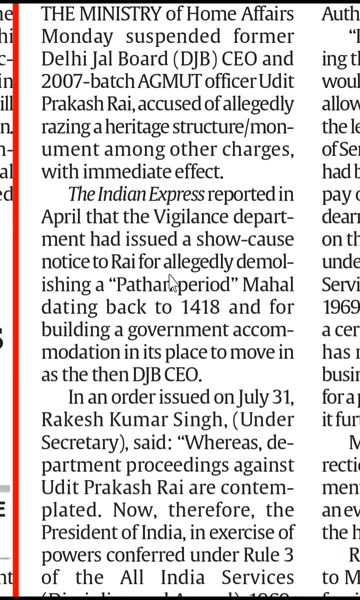 THE MINISTRY of Home Affairs
Monday suspended former
Delhi Jal Board (DJB) CEO and
2007-batch AGMUT officer Udit
Prakash Rai, accused of allegedly
razing a heritage structure/mon-
ument among other charges,
with immediate effect.
The Indian Express reported in
April that the Vigilance depart-
ment had issued a show-cause
notice to Rai for allegedly demol-
ishing a “Pathan period” Mahal
dating back to 1418 and for
building a government accom-
modation in its place to move in
as the then DJB CEO.
In an order issued on July 31,
Rakesh Kumar Singh, (Under
Secretary), said: “Whereas, de-
partment proceedings against
Udit Prakash Rai are contem-
plated. Now, therefore, the
President of India, in exercise of
powers conferred under Rule 3
of the All India Services